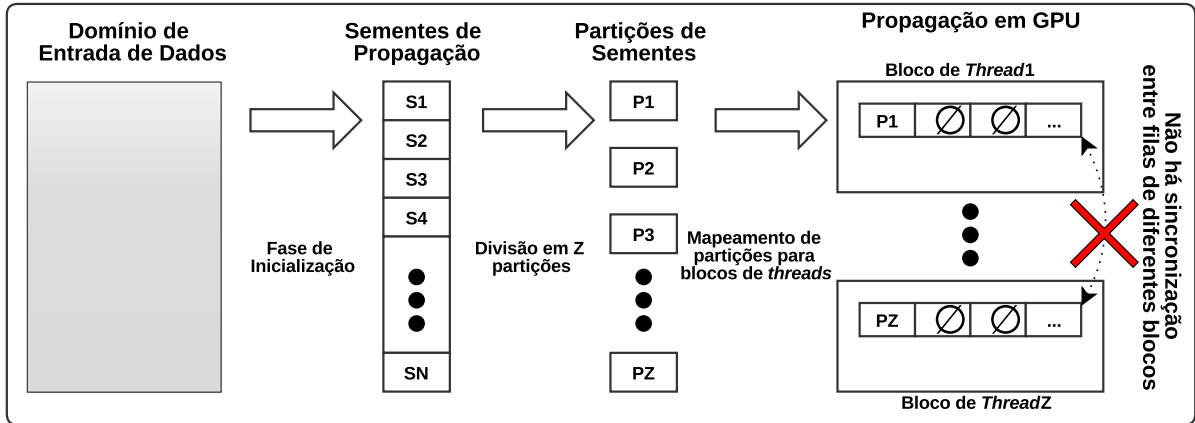 Domínio de
Entrada de Dados
Sementes de
Propagação
Partições de
Sementes
Propagação em GPU
Bloco de Thread1
S1
S2
S3
S4
SN
P1
P2
P3
PZ
P1
∅
∅
...
Fase de
Inicialização
Divisão em Z
partições
Mapeamento de
partições para
blocos de threads
PZ
∅
∅
...
Bloco de ThreadZ
Não há sincronização
entre filas de diferentes blocos